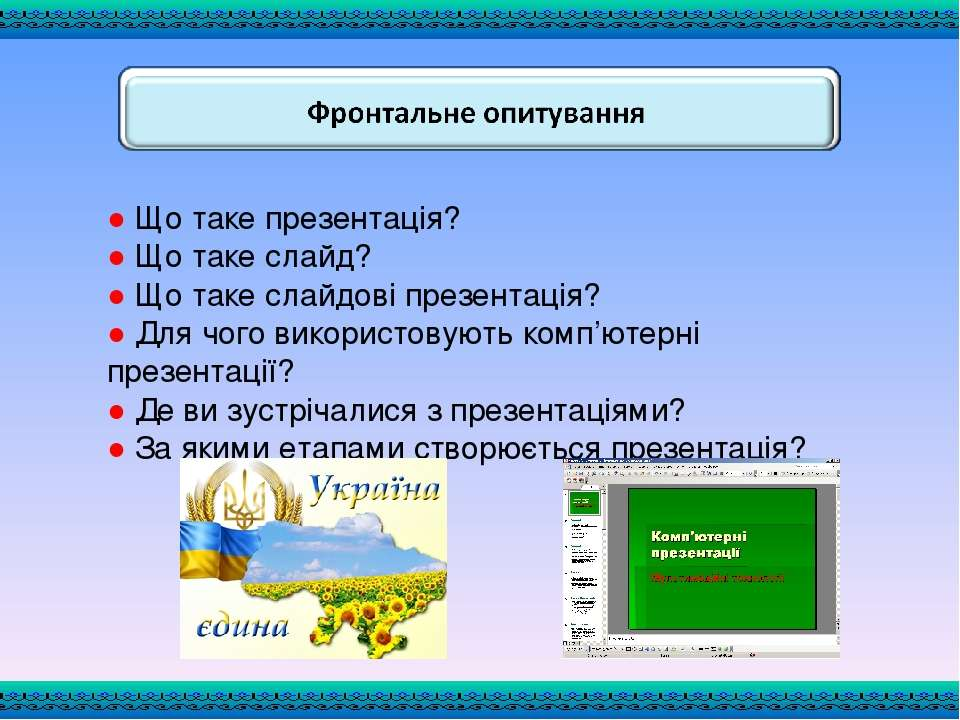 Фронтальне опитування
● Що таке презентація?
● Що таке слайд?
● Що таке слайдові презентація?
● Для чого використовують комп’ютерні
презентації?
● Де ви зустрічалися з презентаціями?
● За якими етапами створюється презентація?
Україна
єдина
Комп'ютерні
презентації